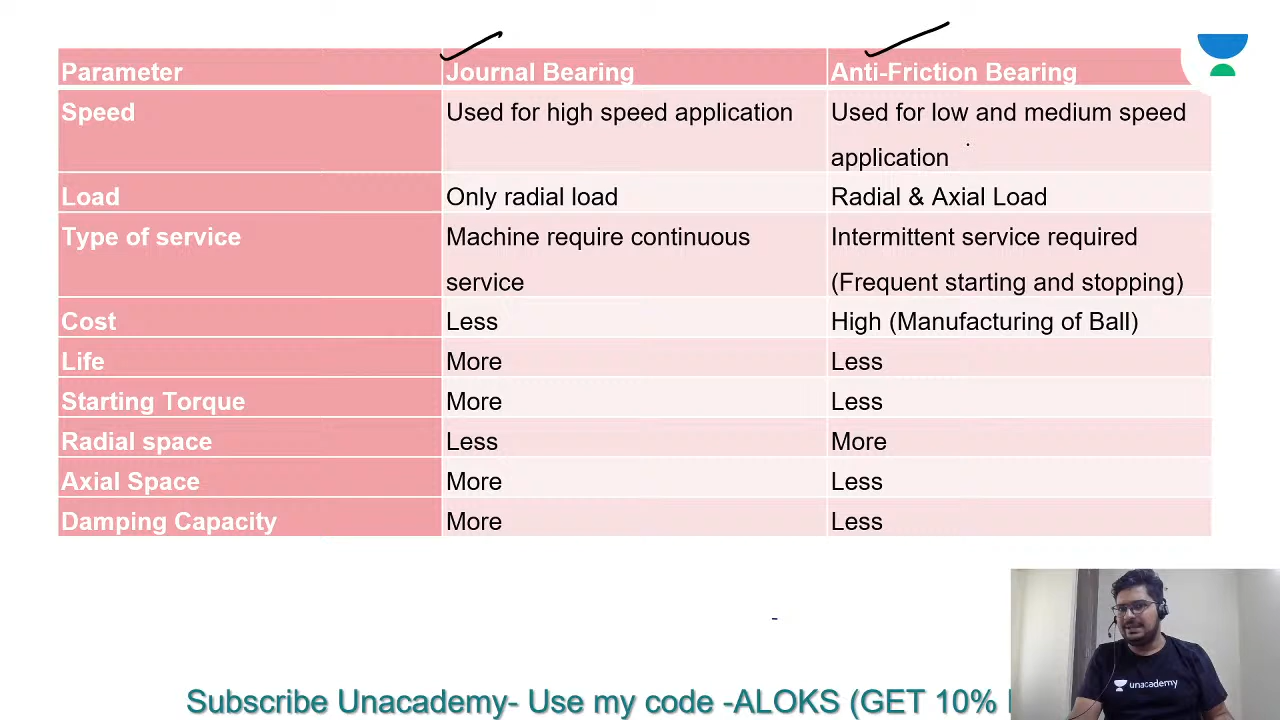 Parameter Journal Bearing Anti-Friction Bearing
Speed Used for high speed application Used for low and medium speed
application
Load Only radial load Radial & Axial Load
Type of service Machine require continuous Intermittent service required
service (Frequent starting and stopping)
Cost Less High (Manufacturing of Ball)
Life More Less
Starting Torque More Less
Radial space Less More
Axial Space More Less
Damping Capacity More Less
unacademy
Subscribe Unacademy- Use my code -ALOKS (GET 10%